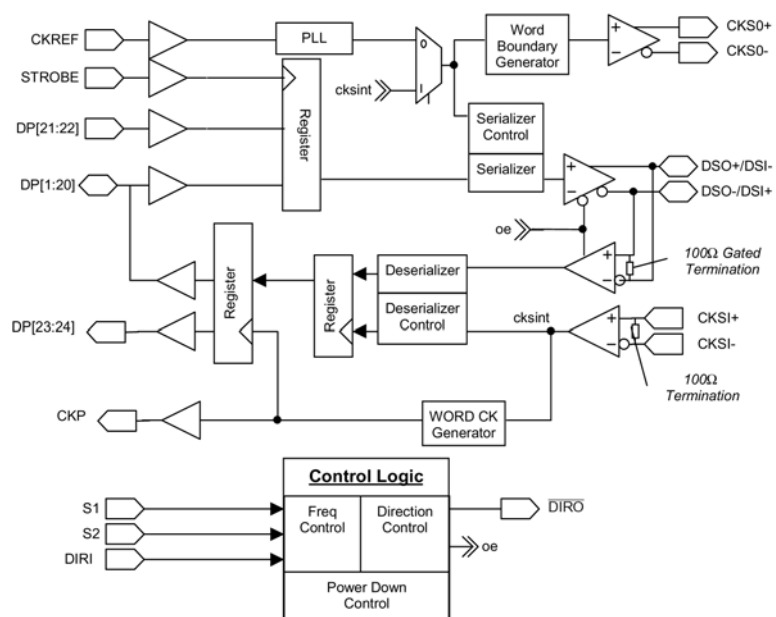 CKREF
PLL
0
Word
Boundary
Generator
+
−
CKS0+
CKS0-
STROBE
cksint
I
Register
DP[21:22]
Serializer
Control
Serializer
+
−
DSO+/DSI-
DSO-/DSI+
DP[1:20]
oe
+
−
100Ω Gated
Termination
Register
Register
Deserializer
Deserializer
Control
cksint
+
−
CKSI+
CKSI-
DP[23:24]
100Ω
Termination
CKP
WORD CK
Generator
Control Logic
S1
S2
DIRI
Freq
Control
Direction
Control
DIRO
oe
Power Down
Control